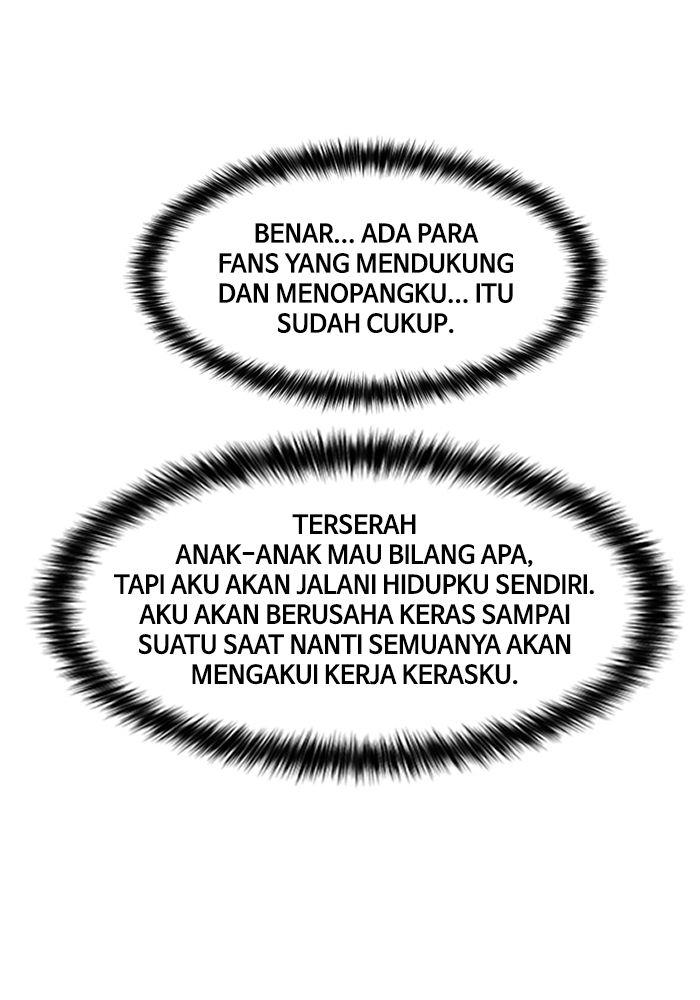 BENAR... ADA PARA
FANS YANG MENDUKUNG
DAN MENOPANGKU... ITU
SUDAH CUKUP.
TERSERAH
ANAK-ANAK MAU BILANG APA,
TAPI AKU AKAN JALANI HIDUPKU SENDIRI.
AKU AKAN BERUSAHA KERAS SAMPAI
SUATU SAAT NANTI SEMUANYA AKAN
MENGAKUI KERJA KERASKU.